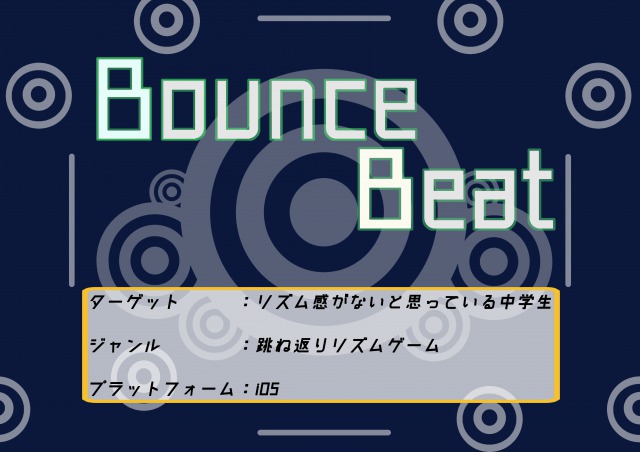 Bounce
Beat
ターゲット　　　：リズム感がないと思っている中学生
ジャンル　　　　：跳ね返りリズムゲーム
プラットフォーム：iOS